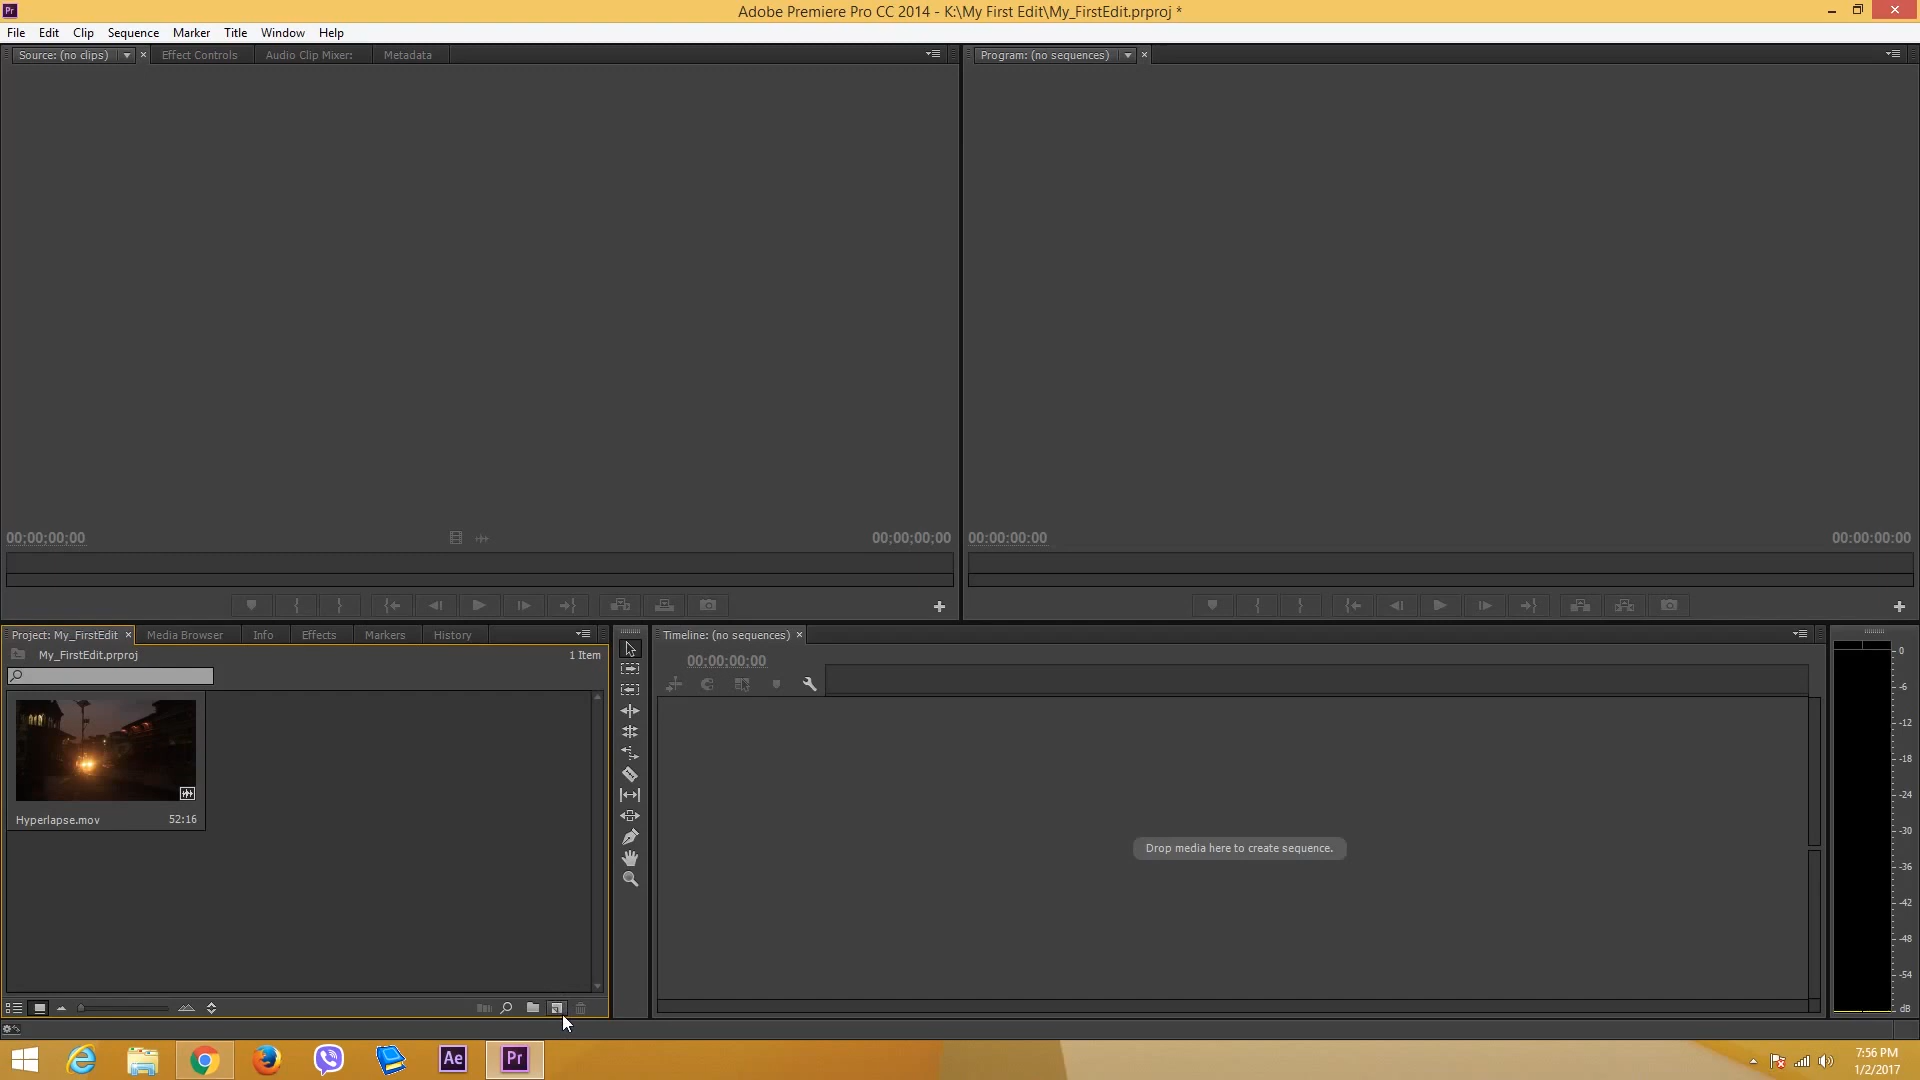 Pr
Adobe Premiere Pro CC 2014 - K:\My First Edit\My_FirstEdit.prproj *
File Edit Clip Sequence Marker Title Window Help
Source: (no clips) Effect Controls Audio Clip Mixer: Metadata
Program: (no sequences)
00;00;00;00
00;00;00;00
00:00:00:00
00:00:00:00
Project: My_FirstEdit Media Browser Info Effects Markers History
My_FirstEdit.prproj
1 Item
Hyperlapse.mov
52:16
Timeline: (no sequences)
00:00:00:00
Drop media here to create sequence.
0
-6
-12
-18
-24
-30
-36
-42
-48
-54
dB
Ae
Pr
7:56 PM
1/2/2017